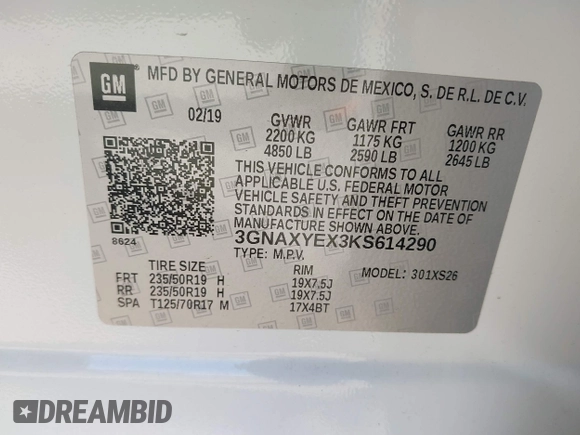 GM
MFD BY GENERAL MOTORS DE MEXICO, S. DE R.L. DE C.V.
02/19 GVWR GAWR FRT GAWR RR
2200 KG 1175 KG 1200 KG
4850 LB 2590 LB 2645 LB
THIS VEHICLE CONFORMS TO ALL
APPLICABLE U.S. FEDERAL MOTOR
VEHICLE SAFETY AND THEFT PREVENTION
STANDARDS IN EFFECT ON THE DATE OF
MANUFACTURE SHOWN ABOVE.
3GNAXYEX3KS614290
8624 TYPE: M.P.V.
TIRE SIZE RIM MODEL: 301XS26
FRT 235/50R19 H 19X7.5J
RR 235/50R19 H 19X7.5J
SPA T125/70R17 M 17X4BT
DREAMBID